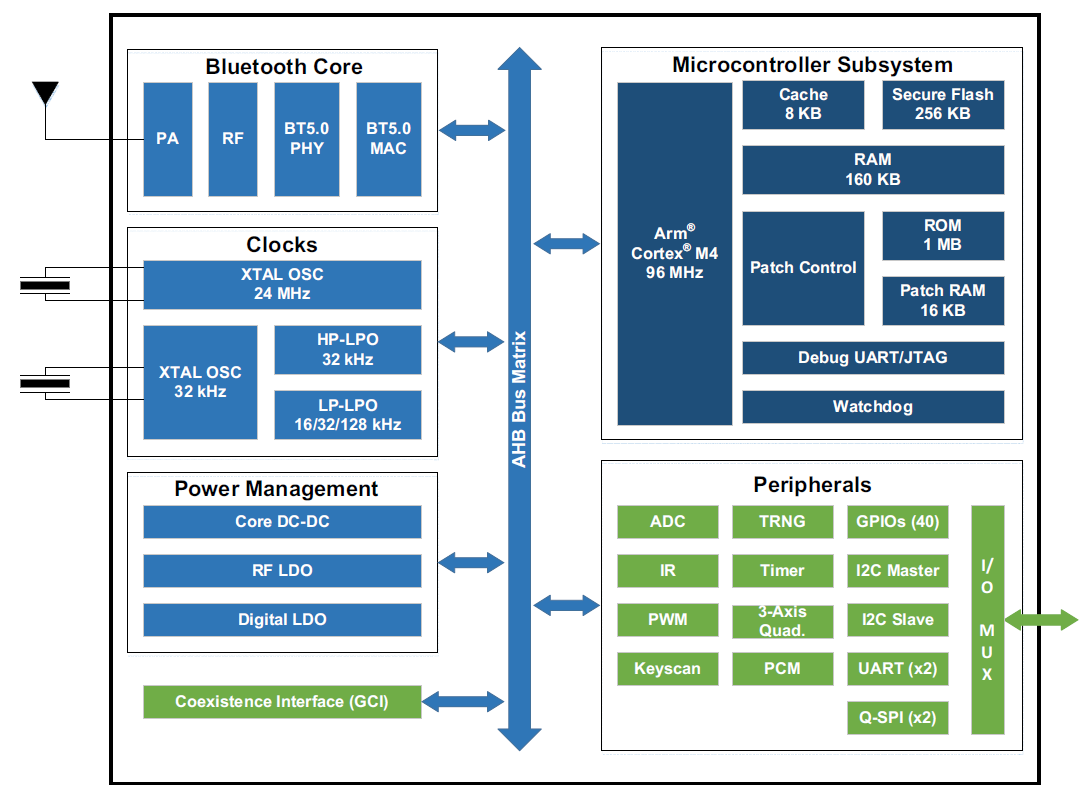 Bluetooth Core
PA
RF
BT5.0
PHY
BT5.0
MAC
Clocks
XTAL OSC
24 MHz
XTAL OSC
32 kHz
HP-LPO
32 kHz
LP-LPO
16/32/128 kHz
Power Management
Core DC-DC
RF LDO
Digital LDO
Coexistence Interface (GCI)
AHB Bus Matrix
Microcontroller Subsystem
Arm®
Cortex® M4
96 MHz
Cache
8 KB
Secure Flash
256 KB
RAM
160 KB
Patch Control
ROM
1 MB
Patch RAM
16 KB
Debug UART/JTAG
Watchdog
Peripherals
ADC
TRNG
GPIOs (40)
IR
Timer
I2C Master
PWM
3-Axis
Quad.
I2C Slave
Keyscan
PCM
UART (x2)
Q-SPI (x2)
I/
O
M
U
X